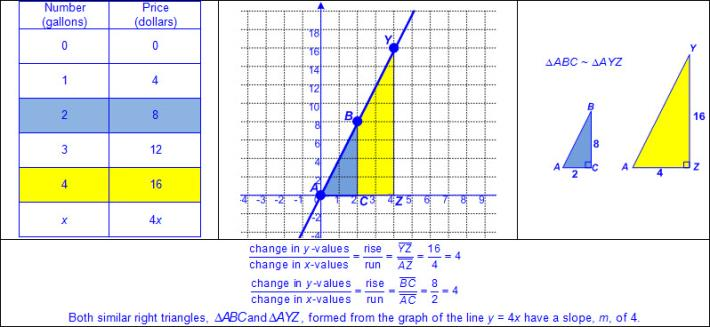 Number (gallons) Price (dollars)
0 0
1 4
2 8
3 12
4 16
x 4x
18
16
14
12
10
8
6
4
2
-2
-4
-4 -3 -2 -1 0 1 2 3 4 5 6 7 8 9
A B C Y Z
ΔABC ~ ΔAYZ
B
8
A C
2
Y
16
A Z
4
change in y-values / change in x-values = rise / run = YZ / AZ = 16 / 4 = 4
change in y-values / change in x-values = rise / run = BC / AC = 8 / 2 = 4
Both similar right triangles, ΔABC and ΔAYZ, formed from the graph of the line y = 4x have a slope, m, of 4.